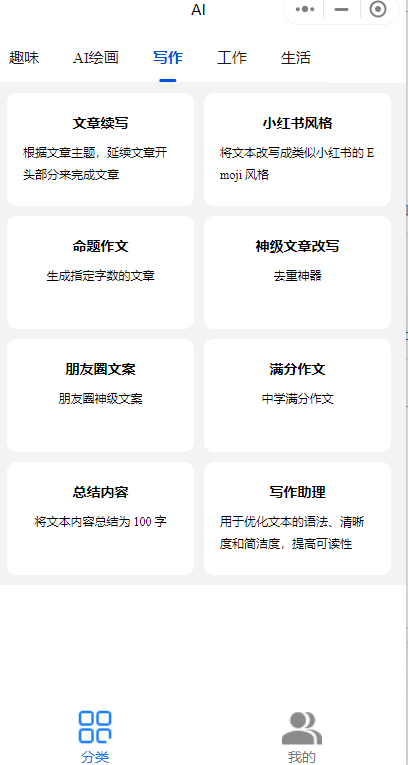 AI
趣味 AI绘画 写作 工作 生活
文章续写
根据文章主题，延续文章开
头部分来完成文章
小红书风格
将文本改写成类似小红书的 E
moji 风格
命题作文
生成指定字数的文章
神级文章改写
去重神器
朋友圈文案
朋友圈神级文案
满分作文
中学满分作文
总结内容
将文本内容总结为 100 字
写作助理
用于优化文本的语法、清晰
度和简洁度，提高可读性
分类
我的